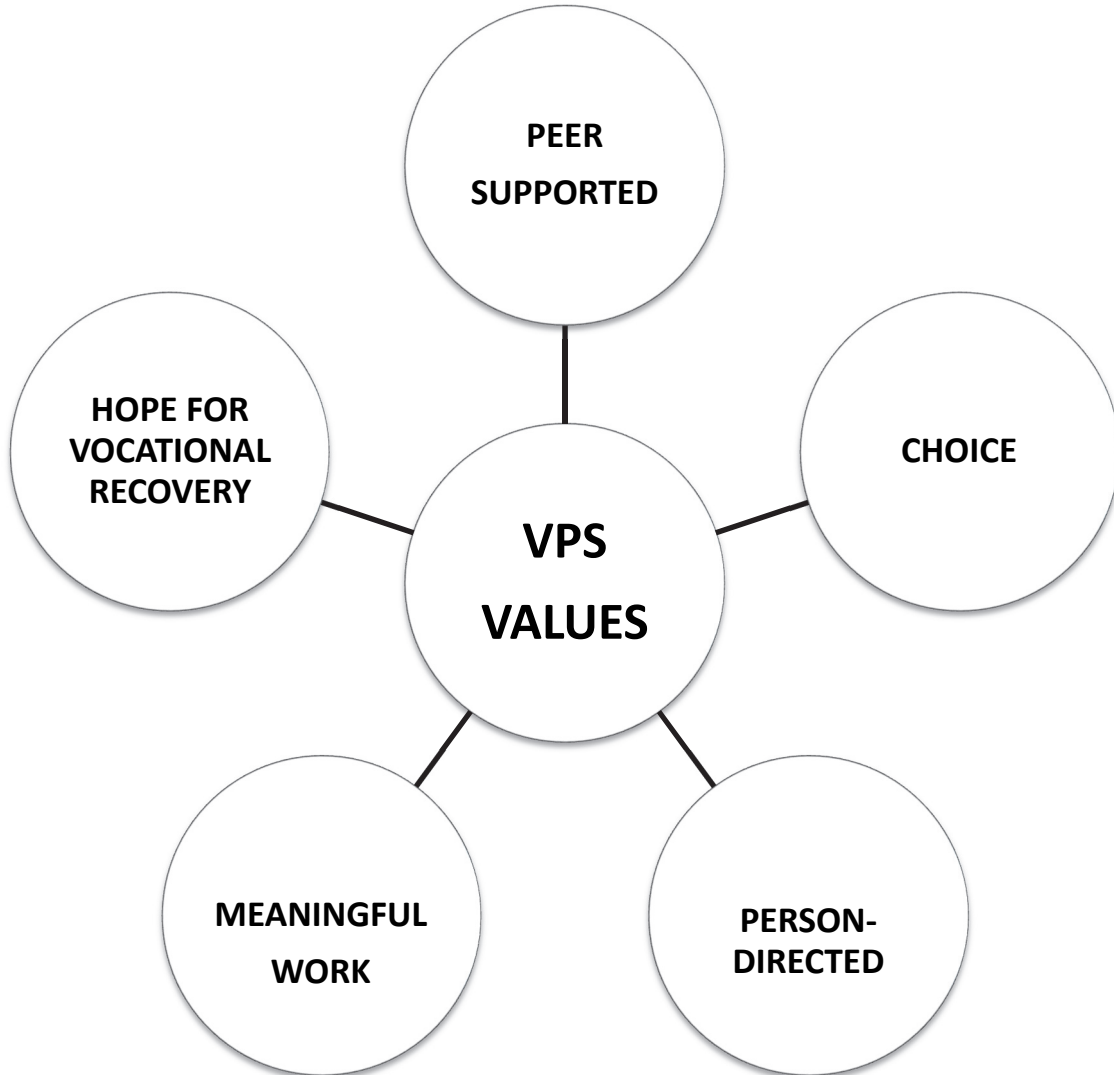 PEER
SUPPORTED
HOPE FOR
VOCATIONAL
RECOVERY
CHOICE
VPS
VALUES
MEANINGFUL
WORK
PERSON-
DIRECTED